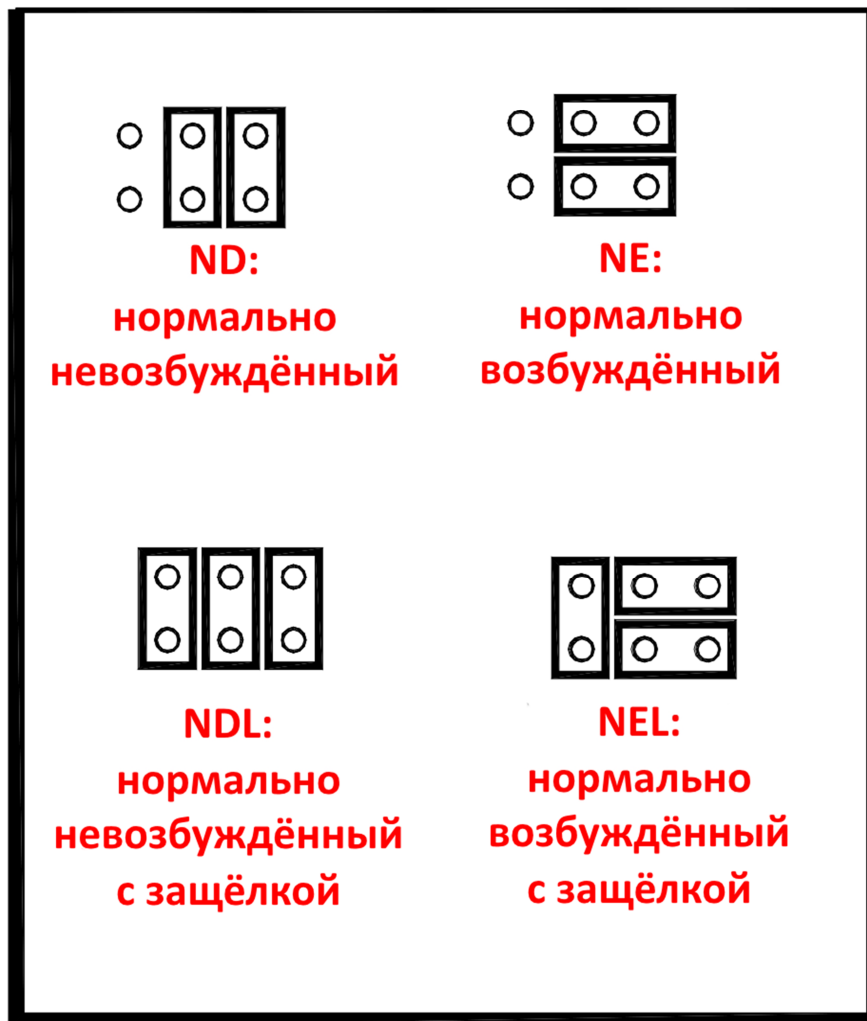 ND:
нормально
невозбуждённый
NE:
нормально
возбуждённый
NDL:
нормально
невозбуждённый
с защёлкой
NEL:
нормально
возбуждённый
с защёлкой